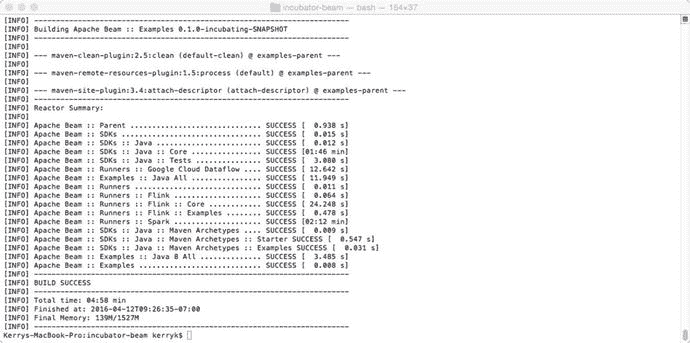 incubator-beam — bash — 154×37
[INFO] ------------------------------------------------------------------------
[INFO] Building Apache Beam :: Examples 0.1.0-incubating-SNAPSHOT
[INFO] ------------------------------------------------------------------------
[INFO]
[INFO] --- maven-clean-plugin:2.5:clean (default-clean) @ examples-parent ---
[INFO]
[INFO] --- maven-remote-resources-plugin:1.5:process (default) @ examples-parent ---
[INFO]
[INFO] --- maven-site-plugin:3.4:attach-descriptor (attach-descriptor) @ examples-parent ---
[INFO] ------------------------------------------------------------------------
[INFO] Reactor Summary:
[INFO]
[INFO] Apache Beam :: Parent .............................. SUCCESS [  0.938 s]
[INFO] Apache Beam :: SDKs ................................ SUCCESS [  0.015 s]
[INFO] Apache Beam :: SDKs :: Java ........................ SUCCESS [  0.012 s]
[INFO] Apache Beam :: SDKs :: Java :: Core ................ SUCCESS [01:46 min]
[INFO] Apache Beam :: SDKs :: Java :: Tests ............... SUCCESS [  3.080 s]
[INFO] Apache Beam :: Runners :: Google Cloud Dataflow .... SUCCESS [ 12.642 s]
[INFO] Apache Beam :: Examples :: Java All ................ SUCCESS [ 11.949 s]
[INFO] Apache Beam :: Runners ............................. SUCCESS [  0.011 s]
[INFO] Apache Beam :: Runners :: Flink .................... SUCCESS [  0.064 s]
[INFO] Apache Beam :: Runners :: Flink :: Core ............ SUCCESS [ 24.248 s]
[INFO] Apache Beam :: Runners :: Flink :: Examples ........ SUCCESS [  0.478 s]
[INFO] Apache Beam :: Runners :: Spark .................... SUCCESS [02:12 min]
[INFO] Apache Beam :: SDKs :: Java :: Maven Archetypes .... SUCCESS [  0.009 s]
[INFO] Apache Beam :: SDKs :: Java :: Maven Archetypes :: Starter SUCCESS [  0.547 s]
[INFO] Apache Beam :: SDKs :: Java :: Maven Archetypes :: Examples SUCCESS [  0.031 s]
[INFO] Apache Beam :: Examples :: Java 8 All .............. SUCCESS [  3.485 s]
[INFO] Apache Beam :: Examples ............................ SUCCESS [  0.008 s]
[INFO] ------------------------------------------------------------------------
[INFO] BUILD SUCCESS
[INFO] ------------------------------------------------------------------------
[INFO] Total time: 04:58 min
[INFO] Finished at: 2016-04-12T09:26:35-07:00
[INFO] Final Memory: 139M/1527M
[INFO] ------------------------------------------------------------------------
Kerrys-MacBook-Pro:incubator-beam kerryk$